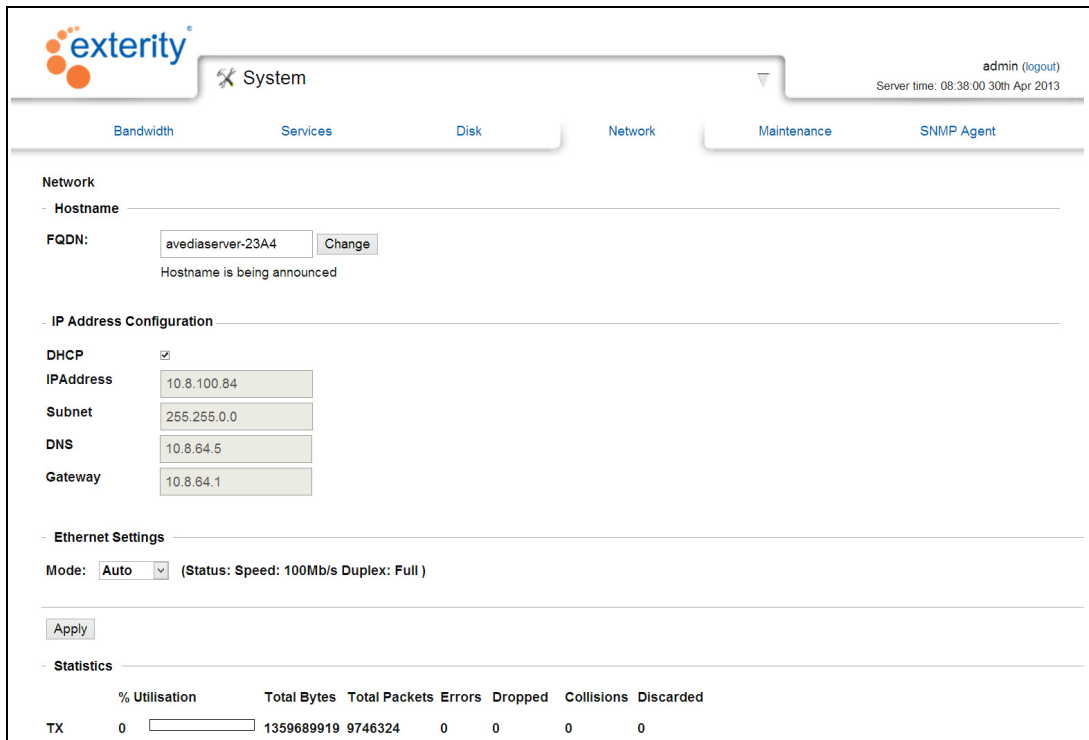 exterity®
System
admin (logout)
Server time: 08:38:00 30th Apr 2013
Bandwidth Services Disk Network Maintenance SNMP Agent
Network
Hostname
FQDN: avediaserver-23A4 Change
Hostname is being announced
IP Address Configuration
DHCP
IPAddress 10.8.100.84
Subnet 255.255.0.0
DNS 10.8.64.5
Gateway 10.8.64.1
Ethernet Settings
Mode: Auto (Status: Speed: 100Mb/s Duplex: Full )
Apply
Statistics
% Utilisation Total Bytes Total Packets Errors Dropped Collisions Discarded
TX 0 1359689919 9746324 0 0 0 0